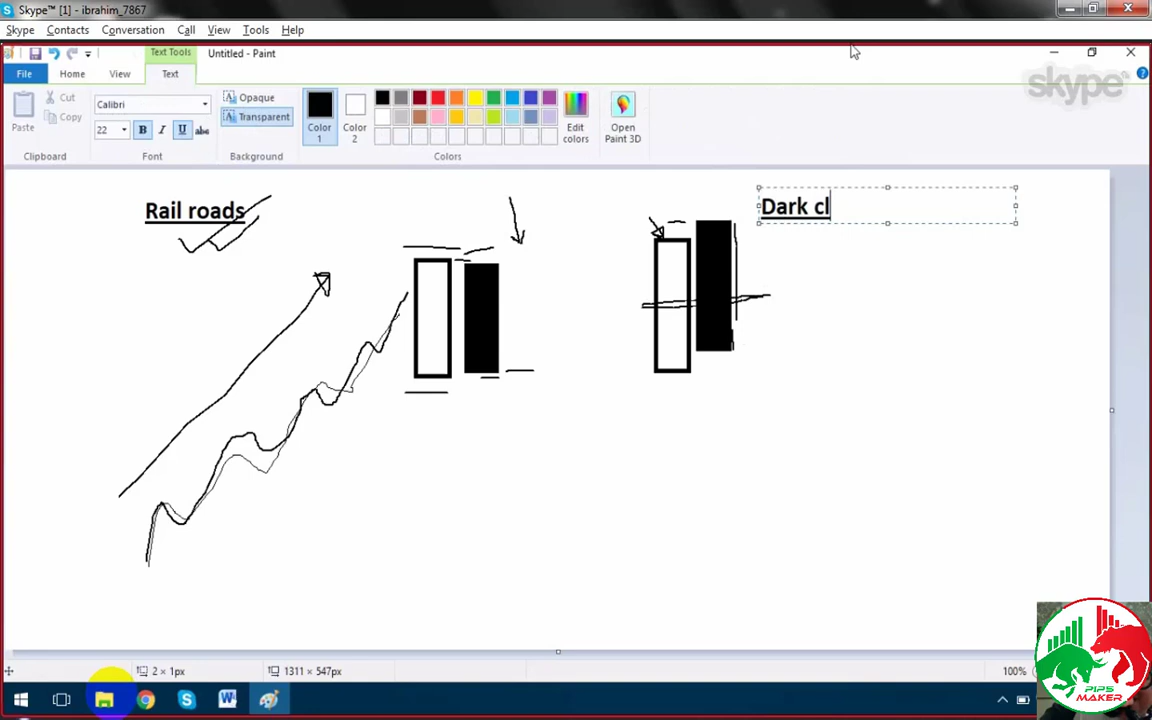 Skype™ [1] - ibrahim_7867
Skype Contacts Conversation Call View Tools Help
Text Tools Untitled - Paint
File Home View Text
skype
Paste Cut Copy
Calibri
22 B I U abc
Opaque
Transparent
Color 1 Color 2
Edit colors
Open Paint 3D
Clipboard Font Background Colors
Rail roads
Dark cl
2 × 1px 1311 × 547px 100%
PIPS MAKER